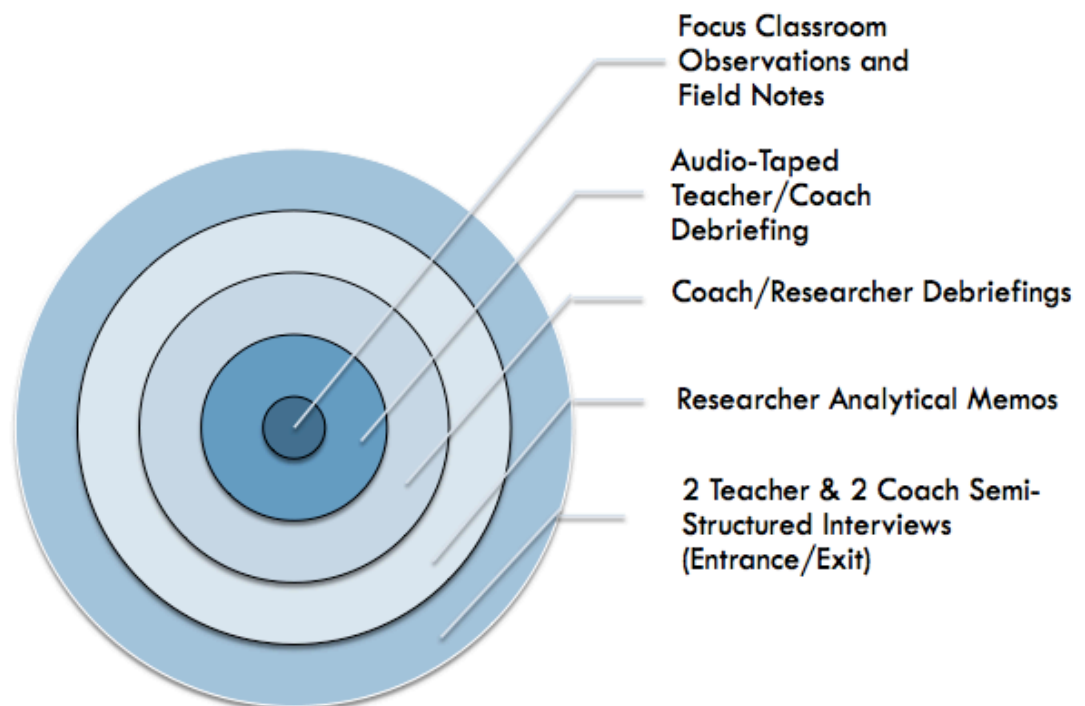 Focus Classroom
Observations and
Field Notes
Audio-Taped
Teacher/Coach
Debriefing
Coach/Researcher Debriefings
Researcher Analytical Memos
2 Teacher & 2 Coach Semi-
Structured Interviews
(Entrance/Exit)